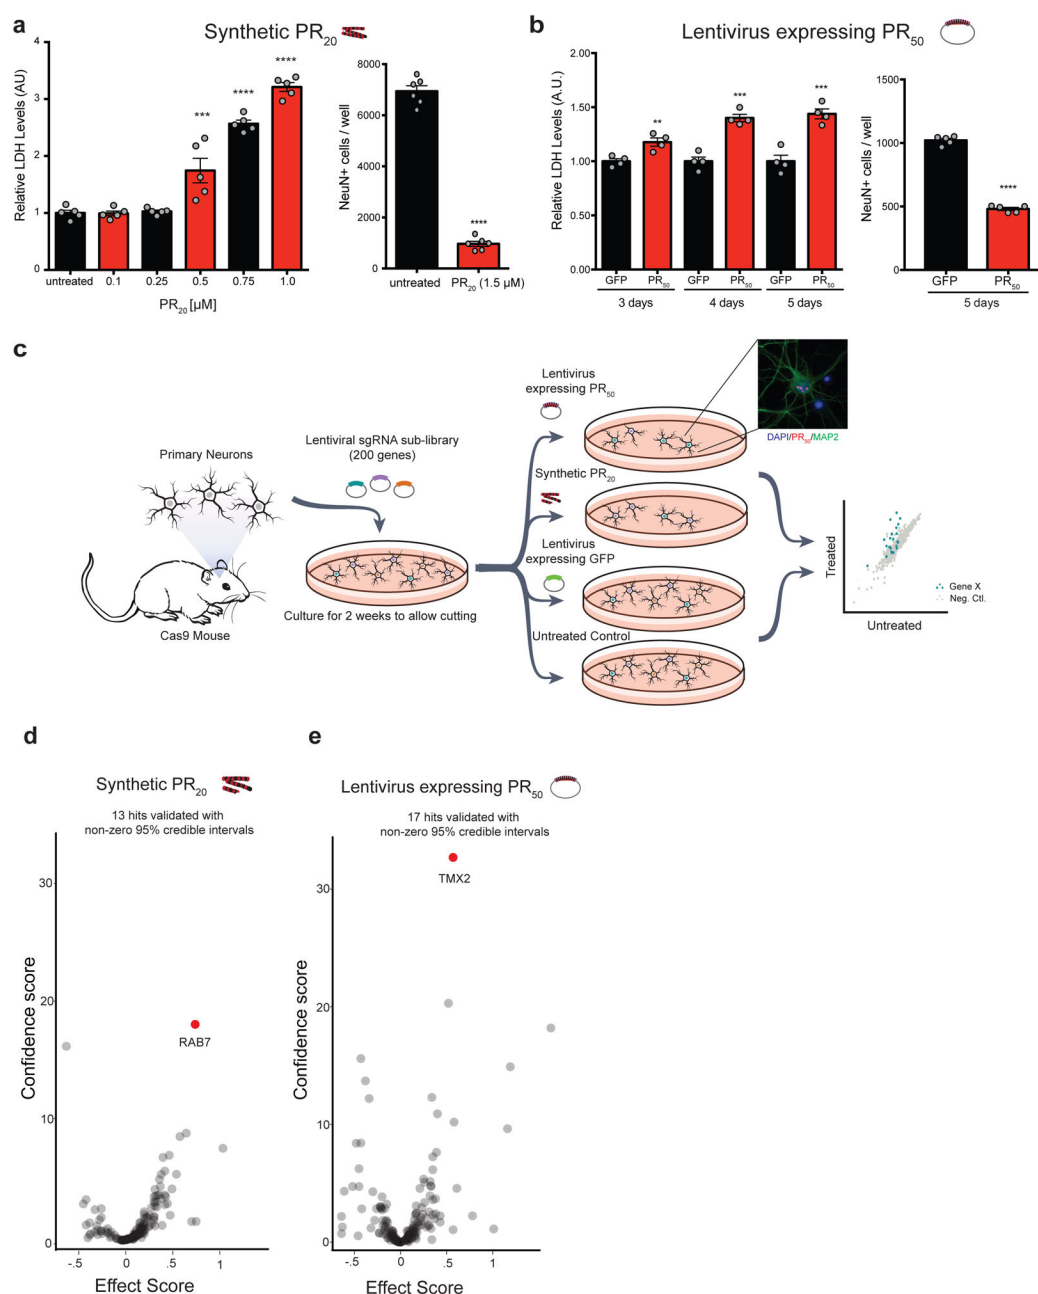 a
Synthetic PR20
Relative LDH Levels (AU)
4
3
2
1
0
***
****
****
untreated
0.1
0.25
0.5
0.75
1.0
PR20 [µM]
NeuN+ cells / well
8000
6000
4000
2000
0
****
untreated
PR20 (1.5 µM)
b
Lentivirus expressing PR50
Relative LDH Levels (A.U.)
2.00
1.50
1.00
0.50
0.00
**
***
***
GFP
PR50
GFP
PR50
GFP
PR50
3 days
4 days
5 days
NeuN+ cells / well
1500
1000
500
0
****
GFP
PR50
5 days
c
Primary Neurons
Cas9 Mouse
Lentiviral sgRNA sub-library
(200 genes)
Culture for 2 weeks to allow cutting
Lentivirus
expressing PR50
Synthetic PR20
Lentivirus
expressing GFP
Untreated Control
DAPI/PR50/MAP2
Treated
Gene X
Neg. Ctl.
Untreated
d
Synthetic PR20
13 hits validated with
non-zero 95% credible intervals
Confidence score
30
20
10
0
RAB7
-.5
0
.5
1
Effect Score
e
Lentivirus expressing PR50
17 hits validated with
non-zero 95% credible intervals
Confidence score
30
20
10
0
TMX2
-.5
0
.5
1
Effect Score